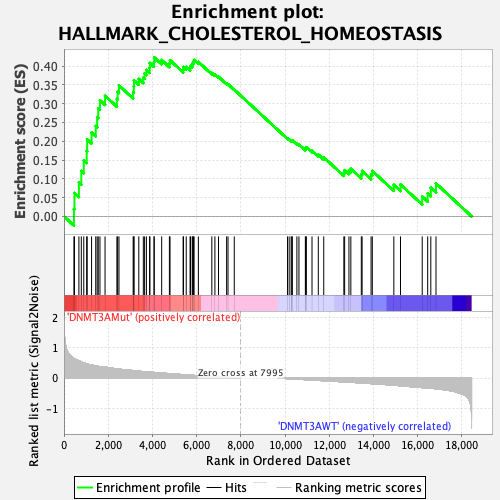 Enrichment plot:
HALLMARK_CHOLESTEROL_HOMEOSTASIS
Enrichment score (ES)
0.40
0.35
0.30
0.25
0.20
0.15
0.10
0.05
0.00
Ranked list metric (Signal2Noise)
'DNMT3AMut' (positively correlated)
2
1
0
-1
Zero cross at 7995
'DNMT3AWT' (negatively correlated)
0 2,000 4,000 6,000 8,000 10,000 12,000 14,000 16,000 18,000
Rank in Ordered Dataset
Enrichment profile Hits Ranking metric scores